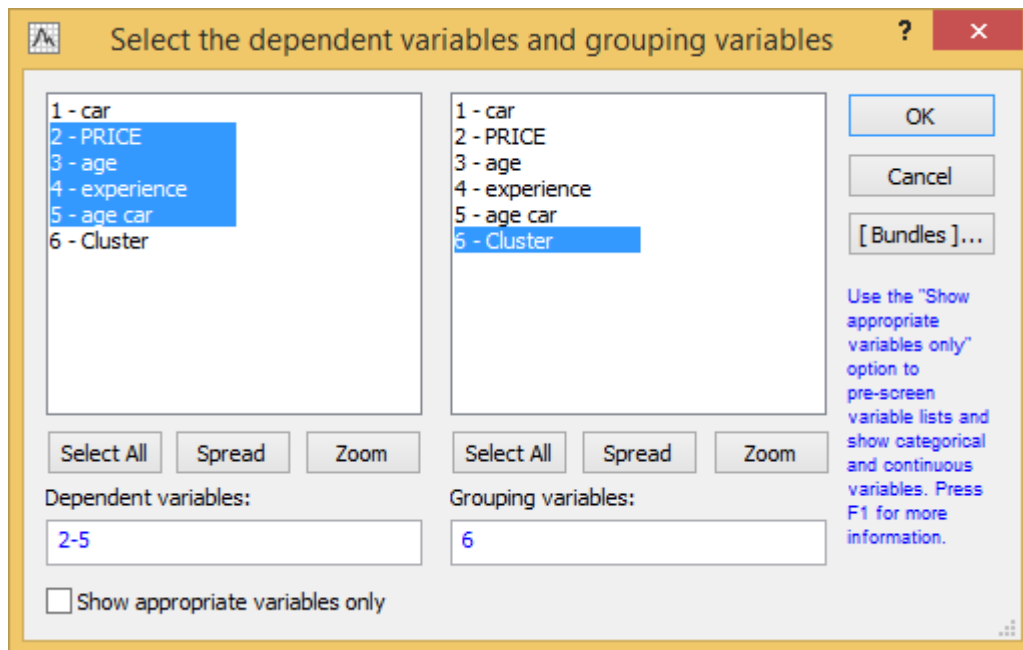 Select the dependent variables and grouping variables
?
1 - car
2 - PRICE
3 - age
4 - experience
5 - age car
6 - Cluster
Select All Spread Zoom
Dependent variables:
2-5
1 - car
2 - PRICE
3 - age
4 - experience
5 - age car
6 - Cluster
Select All Spread Zoom
Grouping variables:
6
OK
Cancel
[ Bundles ]...
Use the "Show
appropriate
variables only"
option to
pre-screen
variable lists and
show categorical
and continuous
variables. Press
F1 for more
information.
Show appropriate variables only